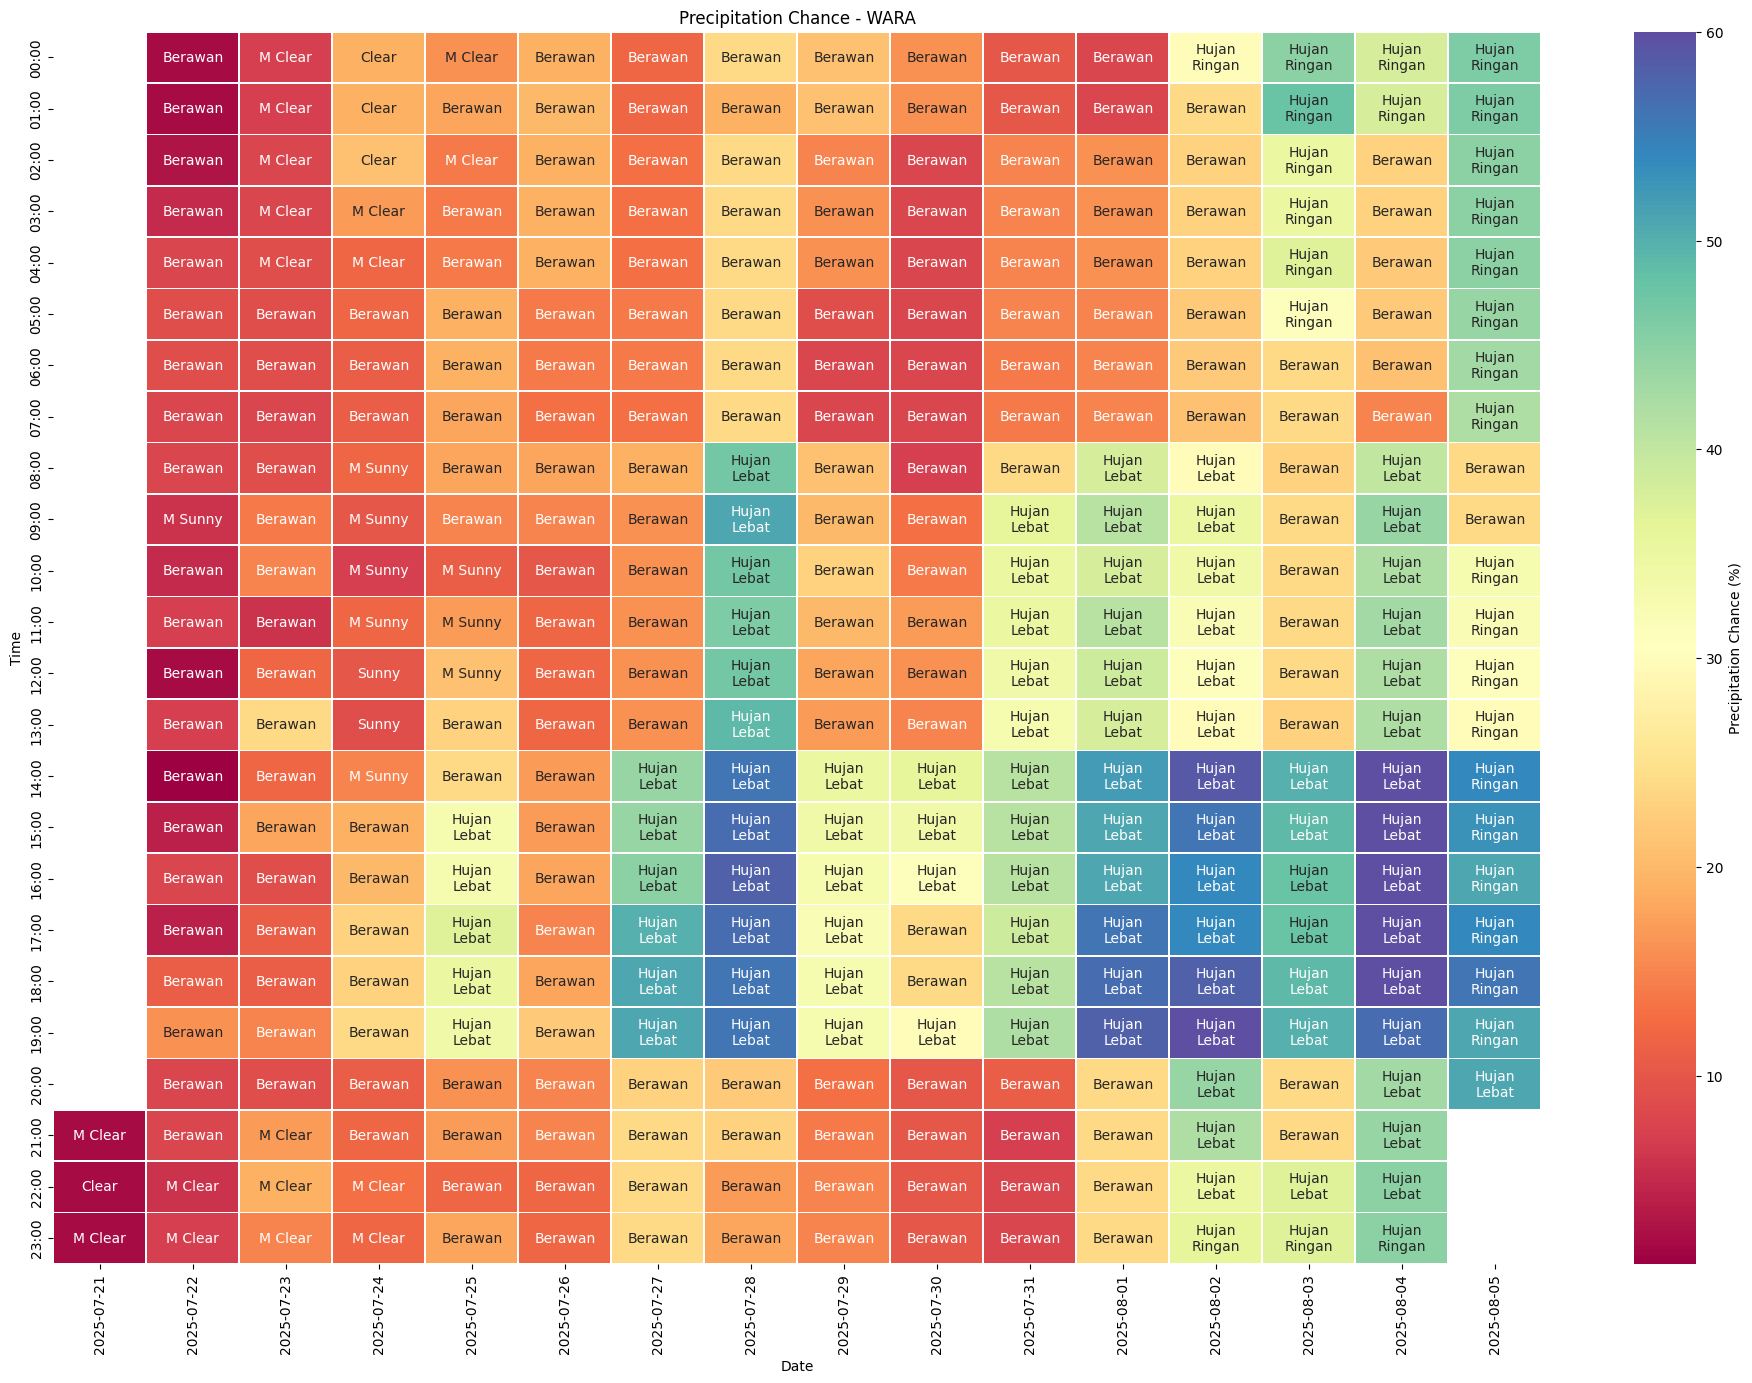 Precipitation Chance - WARA
00:00 Berawan M Clear Clear M Clear Berawan Berawan Berawan Berawan Berawan Berawan Berawan Hujan Ringan Hujan Ringan Hujan Ringan Hujan Ringan
01:00 Berawan M Clear Clear Berawan Berawan Berawan Berawan Berawan Berawan Berawan Berawan Berawan Hujan Ringan Hujan Ringan Hujan Ringan
02:00 Berawan M Clear Clear M Clear Berawan Berawan Berawan Berawan Berawan Berawan Berawan Berawan Hujan Ringan Berawan Hujan Ringan
03:00 Berawan M Clear M Clear Berawan Berawan Berawan Berawan Berawan Berawan Berawan Berawan Berawan Hujan Ringan Berawan Hujan Ringan
04:00 Berawan M Clear M Clear Berawan Berawan Berawan Berawan Berawan Berawan Berawan Berawan Berawan Hujan Ringan Berawan Hujan Ringan
05:00 Berawan Berawan Berawan Berawan Berawan Berawan Berawan Berawan Berawan Berawan Berawan Berawan Hujan Ringan Berawan Hujan Ringan
06:00 Berawan Berawan Berawan Berawan Berawan Berawan Berawan Berawan Berawan Berawan Berawan Berawan Berawan Berawan Hujan Ringan
07:00 Berawan Berawan Berawan Berawan Berawan Berawan Berawan Berawan Berawan Berawan Berawan Berawan Berawan Berawan Hujan Ringan
08:00 Berawan Berawan M Sunny Berawan Berawan Berawan Hujan Lebat Berawan Berawan Berawan Hujan Lebat Hujan Lebat Berawan Hujan Lebat Berawan
09:00 M Sunny Berawan M Sunny Berawan Berawan Berawan Hujan Lebat Berawan Berawan Hujan Lebat Hujan Lebat Hujan Lebat Berawan Hujan Lebat Berawan
10:00 Berawan Berawan M Sunny M Sunny Berawan Berawan Hujan Lebat Berawan Berawan Hujan Lebat Hujan Lebat Hujan Lebat Berawan Hujan Lebat Hujan Ringan
11:00 Berawan Berawan M Sunny M Sunny Berawan Berawan Hujan Lebat Berawan Berawan Hujan Lebat Hujan Lebat Hujan Lebat Berawan Hujan Lebat Hujan Ringan
12:00 Berawan Berawan Sunny M Sunny Berawan Berawan Hujan Lebat Berawan Berawan Hujan Lebat Hujan Lebat Hujan Lebat Berawan Hujan Lebat Hujan Ringan
13:00 Berawan Berawan Sunny Berawan Berawan Berawan Hujan Lebat Berawan Berawan Hujan Lebat Hujan Lebat Hujan Lebat Berawan Hujan Lebat Hujan Ringan
14:00 Berawan Berawan M Sunny Berawan Berawan Hujan Lebat Hujan Lebat Hujan Lebat Hujan Lebat Hujan Lebat Hujan Lebat Hujan Lebat Hujan Lebat Hujan Lebat Hujan Ringan
15:00 Berawan Berawan Berawan Hujan Lebat Berawan Hujan Lebat Hujan Lebat Hujan Lebat Hujan Lebat Hujan Lebat Hujan Lebat Hujan Lebat Hujan Lebat Hujan Lebat Hujan Ringan
16:00 Berawan Berawan Berawan Hujan Lebat Berawan Hujan Lebat Hujan Lebat Hujan Lebat Hujan Lebat Hujan Lebat Hujan Lebat Hujan Lebat Hujan Lebat Hujan Lebat Hujan Ringan
17:00 Berawan Berawan Berawan Hujan Lebat Berawan Hujan Lebat Hujan Lebat Hujan Lebat Berawan Hujan Lebat Hujan Lebat Hujan Lebat Hujan Lebat Hujan Lebat Hujan Ringan
18:00 Berawan Berawan Berawan Hujan Lebat Berawan Hujan Lebat Hujan Lebat Hujan Lebat Berawan Hujan Lebat Hujan Lebat Hujan Lebat Hujan Lebat Hujan Lebat Hujan Ringan
19:00 Berawan Berawan Berawan Hujan Lebat Berawan Hujan Lebat Hujan Lebat Hujan Lebat Hujan Lebat Hujan Lebat Hujan Lebat Hujan Lebat Hujan Lebat Hujan Lebat Hujan Ringan
20:00 Berawan Berawan Berawan Berawan Berawan Berawan Berawan Berawan Berawan Berawan Berawan Hujan Lebat Berawan Hujan Lebat Hujan Lebat
21:00 M Clear Berawan M Clear Berawan Berawan Berawan Berawan Berawan Berawan Berawan Berawan Berawan Hujan Lebat Berawan Hujan Lebat
22:00 Clear M Clear M Clear M Clear Berawan Berawan Berawan Berawan Berawan Berawan Berawan Berawan Hujan Lebat Hujan Lebat Hujan Lebat
23:00 M Clear M Clear M Clear M Clear Berawan Berawan Berawan Berawan Berawan Berawan Berawan Berawan Hujan Ringan Hujan Ringan Hujan Ringan
Time
2025-07-21 2025-07-22 2025-07-23 2025-07-24 2025-07-25 2025-07-26 2025-07-27 2025-07-28 2025-07-29 2025-07-30 2025-07-31 2025-08-01 2025-08-02 2025-08-03 2025-08-04 2025-08-05
Date
60
50
40
30
20
10
Precipitation Chance (%)